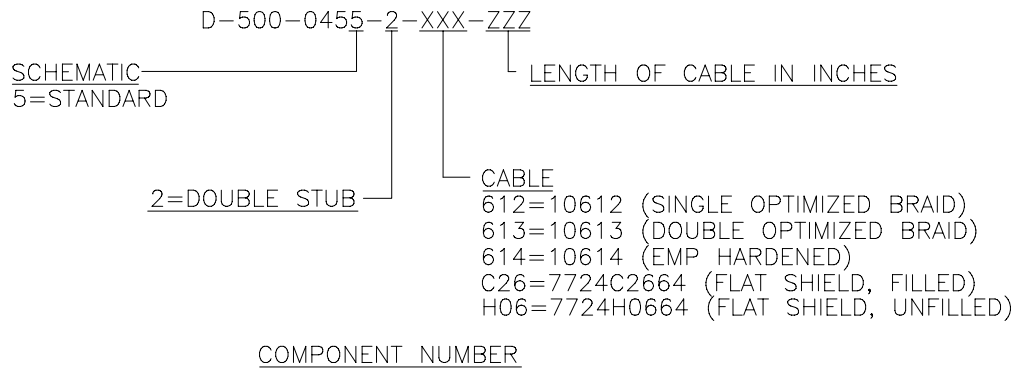 D-500-0455-2-XXX-ZZZ
SCHEMATIC
5=STANDARD
LENGTH OF CABLE IN INCHES
2=DOUBLE STUB
CABLE
612=10612 (SINGLE OPTIMIZED BRAID)
613=10613 (DOUBLE OPTIMIZED BRAID)
614=10614 (EMP HARDENED)
C26=7724C2664 (FLAT SHIELD, FILLED)
H06=7724H0664 (FLAT SHIELD, UNFILLED)
COMPONENT NUMBER